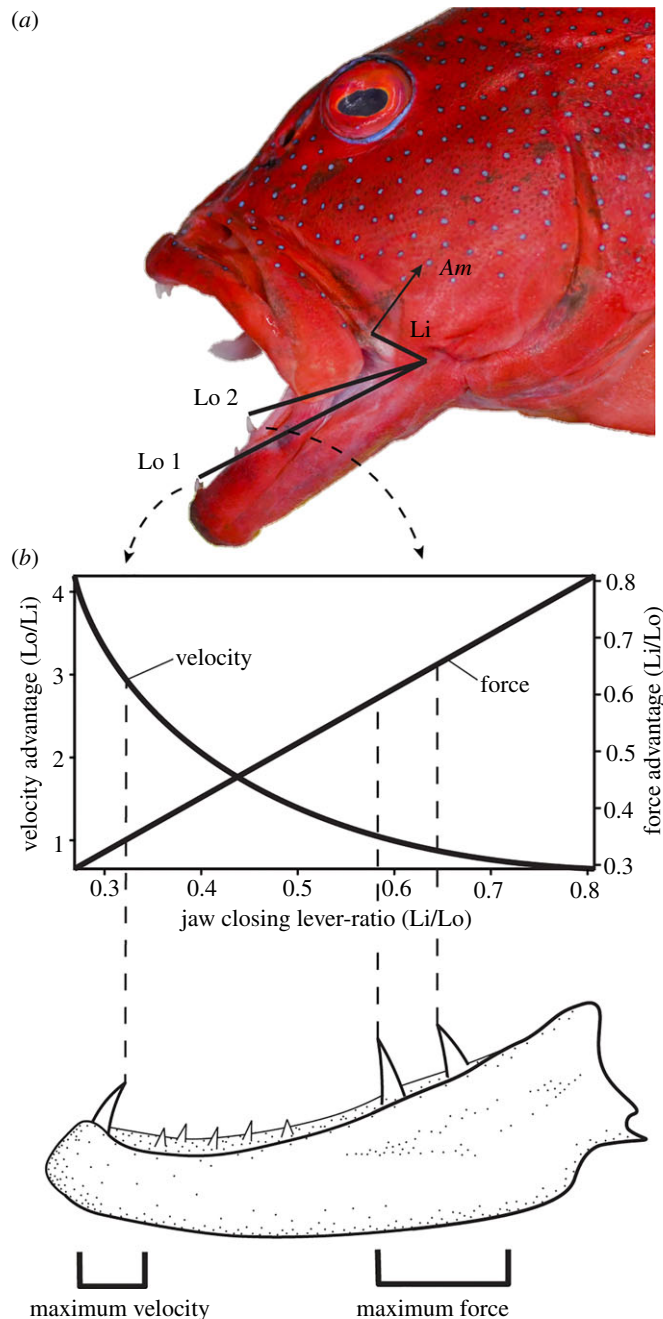 (a)
Am
Li
Lo 2
Lo 1
(b)
velocity advantage (Lo/Li)
4
3
2
1
velocity
force
0.8
0.7
0.6
0.5
0.4
0.3
force advantage (Li/Lo)
0.3 0.4 0.5 0.6 0.7 0.8
jaw closing lever-ratio (Li/Lo)
maximum velocity maximum force